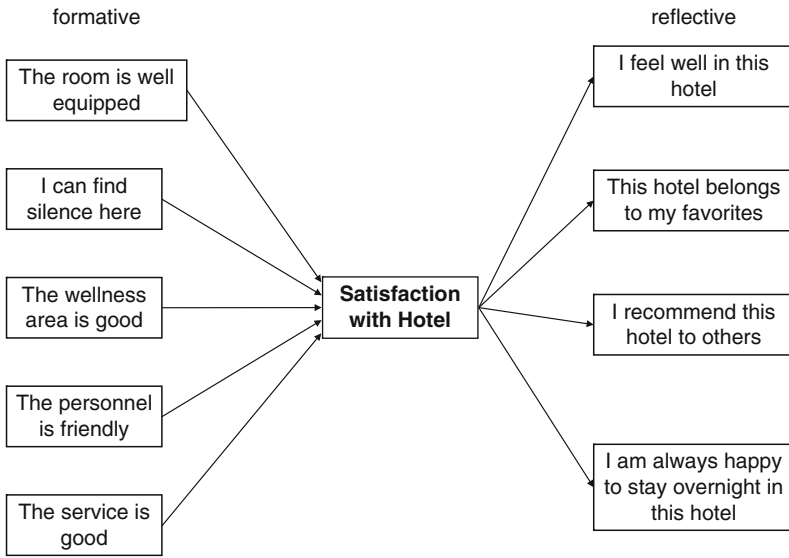 formative
The room is well
equipped
I can find
silence here
The wellness
area is good
The personnel
is friendly
The service is
good
Satisfaction
with Hotel
reflective
I feel well in this
hotel
This hotel belongs
to my favorites
I recommend this
hotel to others
I am always happy
to stay overnight in
this hotel